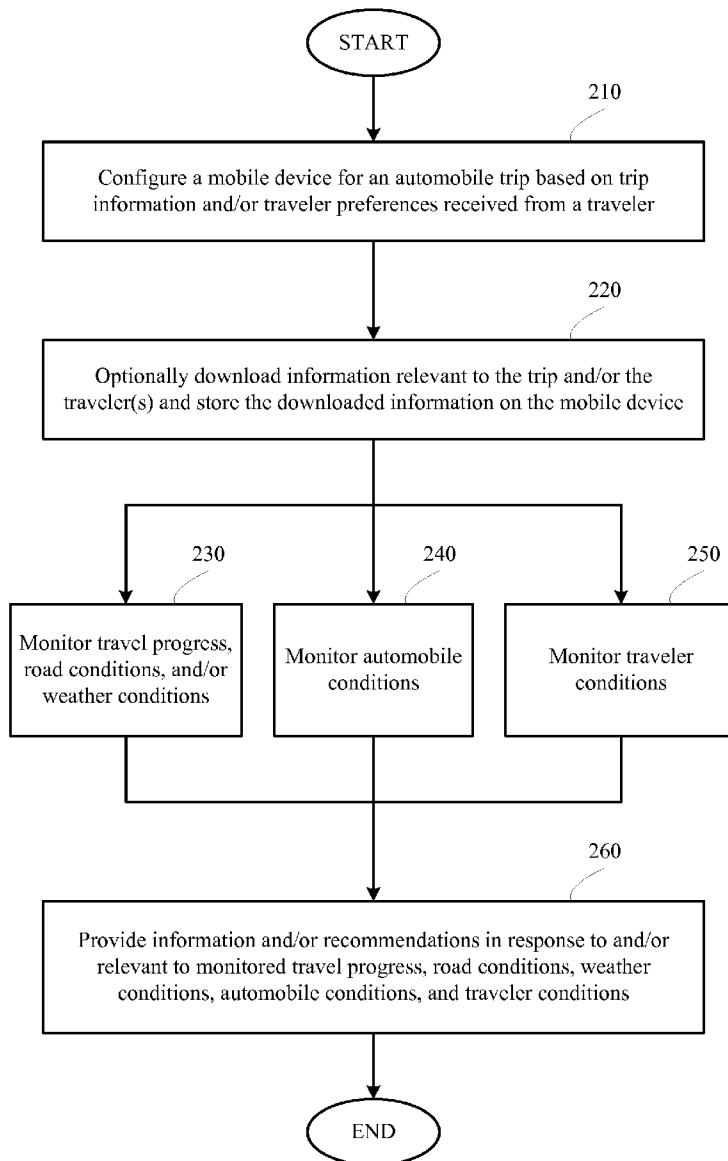 START
210
Configure a mobile device for an automobile trip based on trip
information and/or traveler preferences received from a traveler
220
Optionally download information relevant to the trip and/or the
traveler(s) and store the downloaded information on the mobile device
230
Monitor travel progress,
road conditions, and/or
weather conditions
240
Monitor automobile
conditions
250
Monitor traveler
conditions
260
Provide information and/or recommendations in response to and/or
relevant to monitored travel progress, road conditions, weather
conditions, automobile conditions, and traveler conditions
END